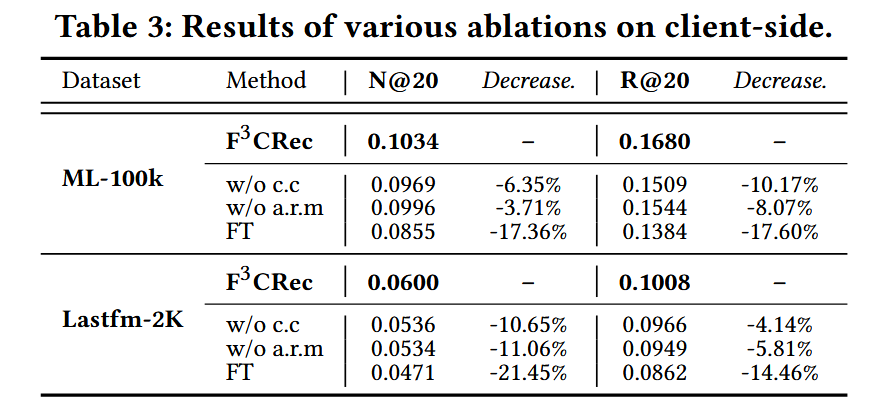 Table 3: Results of various ablations on client-side.
Dataset Method N@20 Decrease. R@20 Decrease.
F³CRec 0.1034 – 0.1680 –
ML-100k
w/o c.c 0.0969 -6.35% 0.1509 -10.17%
w/o a.r.m 0.0996 -3.71% 0.1544 -8.07%
FT 0.0855 -17.36% 0.1384 -17.60%
F³CRec 0.0600 – 0.1008 –
Lastfm-2K
w/o c.c 0.0536 -10.65% 0.0966 -4.14%
w/o a.r.m 0.0534 -11.06% 0.0949 -5.81%
FT 0.0471 -21.45% 0.0862 -14.46%